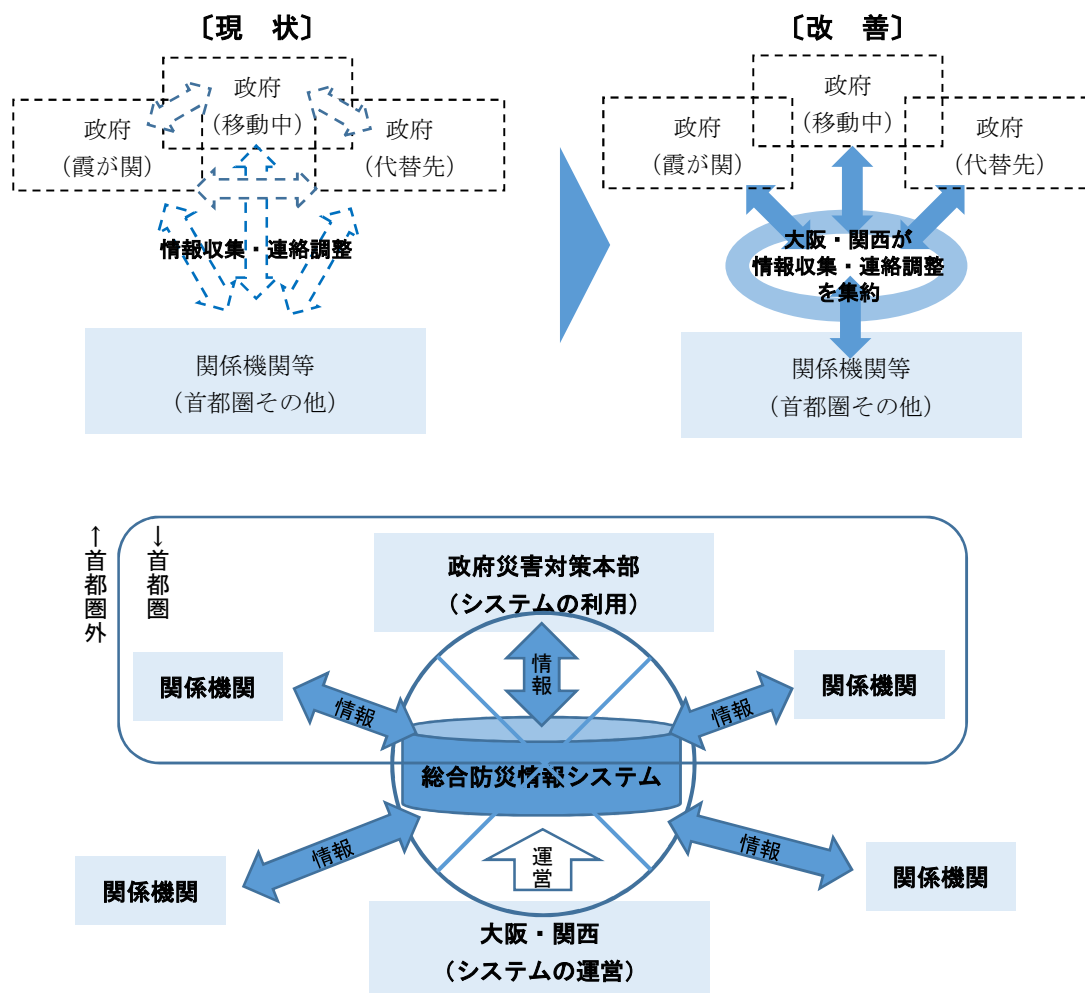 〔現　状〕
政府
（移動中）
政府
（霞が関）
政府
（代替先）
情報収集・連絡調整
関係機関等
（首都圏その他）
〔改　善〕
政府
（移動中）
政府
（霞が関）
政府
（代替先）
大阪・関西が
情報収集・連絡調整
を集約
関係機関等
（首都圏その他）
↑首都圏外
↓首都圏
政府災害対策本部
（システムの利用）
情報
関係機関
情報
関係機関
情報
総合防災情報システム
関係機関
情報
関係機関
情報
運営
大阪・関西
（システムの運営）